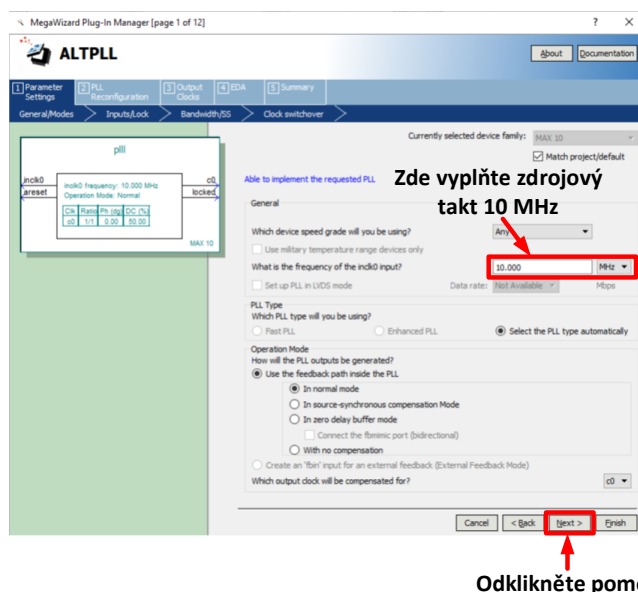 MegaWizard Plug-In Manager [page 1 of 12]
? X
ALTPLL
About Documentation
1 Parameter Settings
2 PLL Reconfiguration
3 Output Clocks
4 EDA
5 Summary
General/Modes Inputs/Lock Bandwidth/SS Clock switchover
Currently selected device family: MAX 10
Match project/default
plll
inclk0 c0
areset locked
inclk0 frequency: 10.000 MHz
Operation Mode: Normal
Clk Ratio Ph (dg) DC (%)
c0 1/1 0.00 50.00
MAX 10
Able to implement the requested PLL
Zde vyplňte zdrojový
takt 10 MHz
General
Which device speed grade will you be using? Any
Use military temperature range devices only
What is the frequency of the inclk0 input? 10.000 MHz
Set up PLL in LVDS mode Data rate: Not Available Mbps
PLL Type
Which PLL type will you be using?
Fast PLL Enhanced PLL Select the PLL type automatically
Operation Mode
How will the PLL outputs be generated?
Use the feedback path inside the PLL
In normal mode
In source-synchronous compensation Mode
In zero delay buffer mode
Connect the fbmimic port (bidirectional)
With no compensation
Create an 'fbin' input for an external feedback (External Feedback Mode)
Which output clock will be compensated for? c0
Cancel < Back Next > Finish
Odklikněte pom